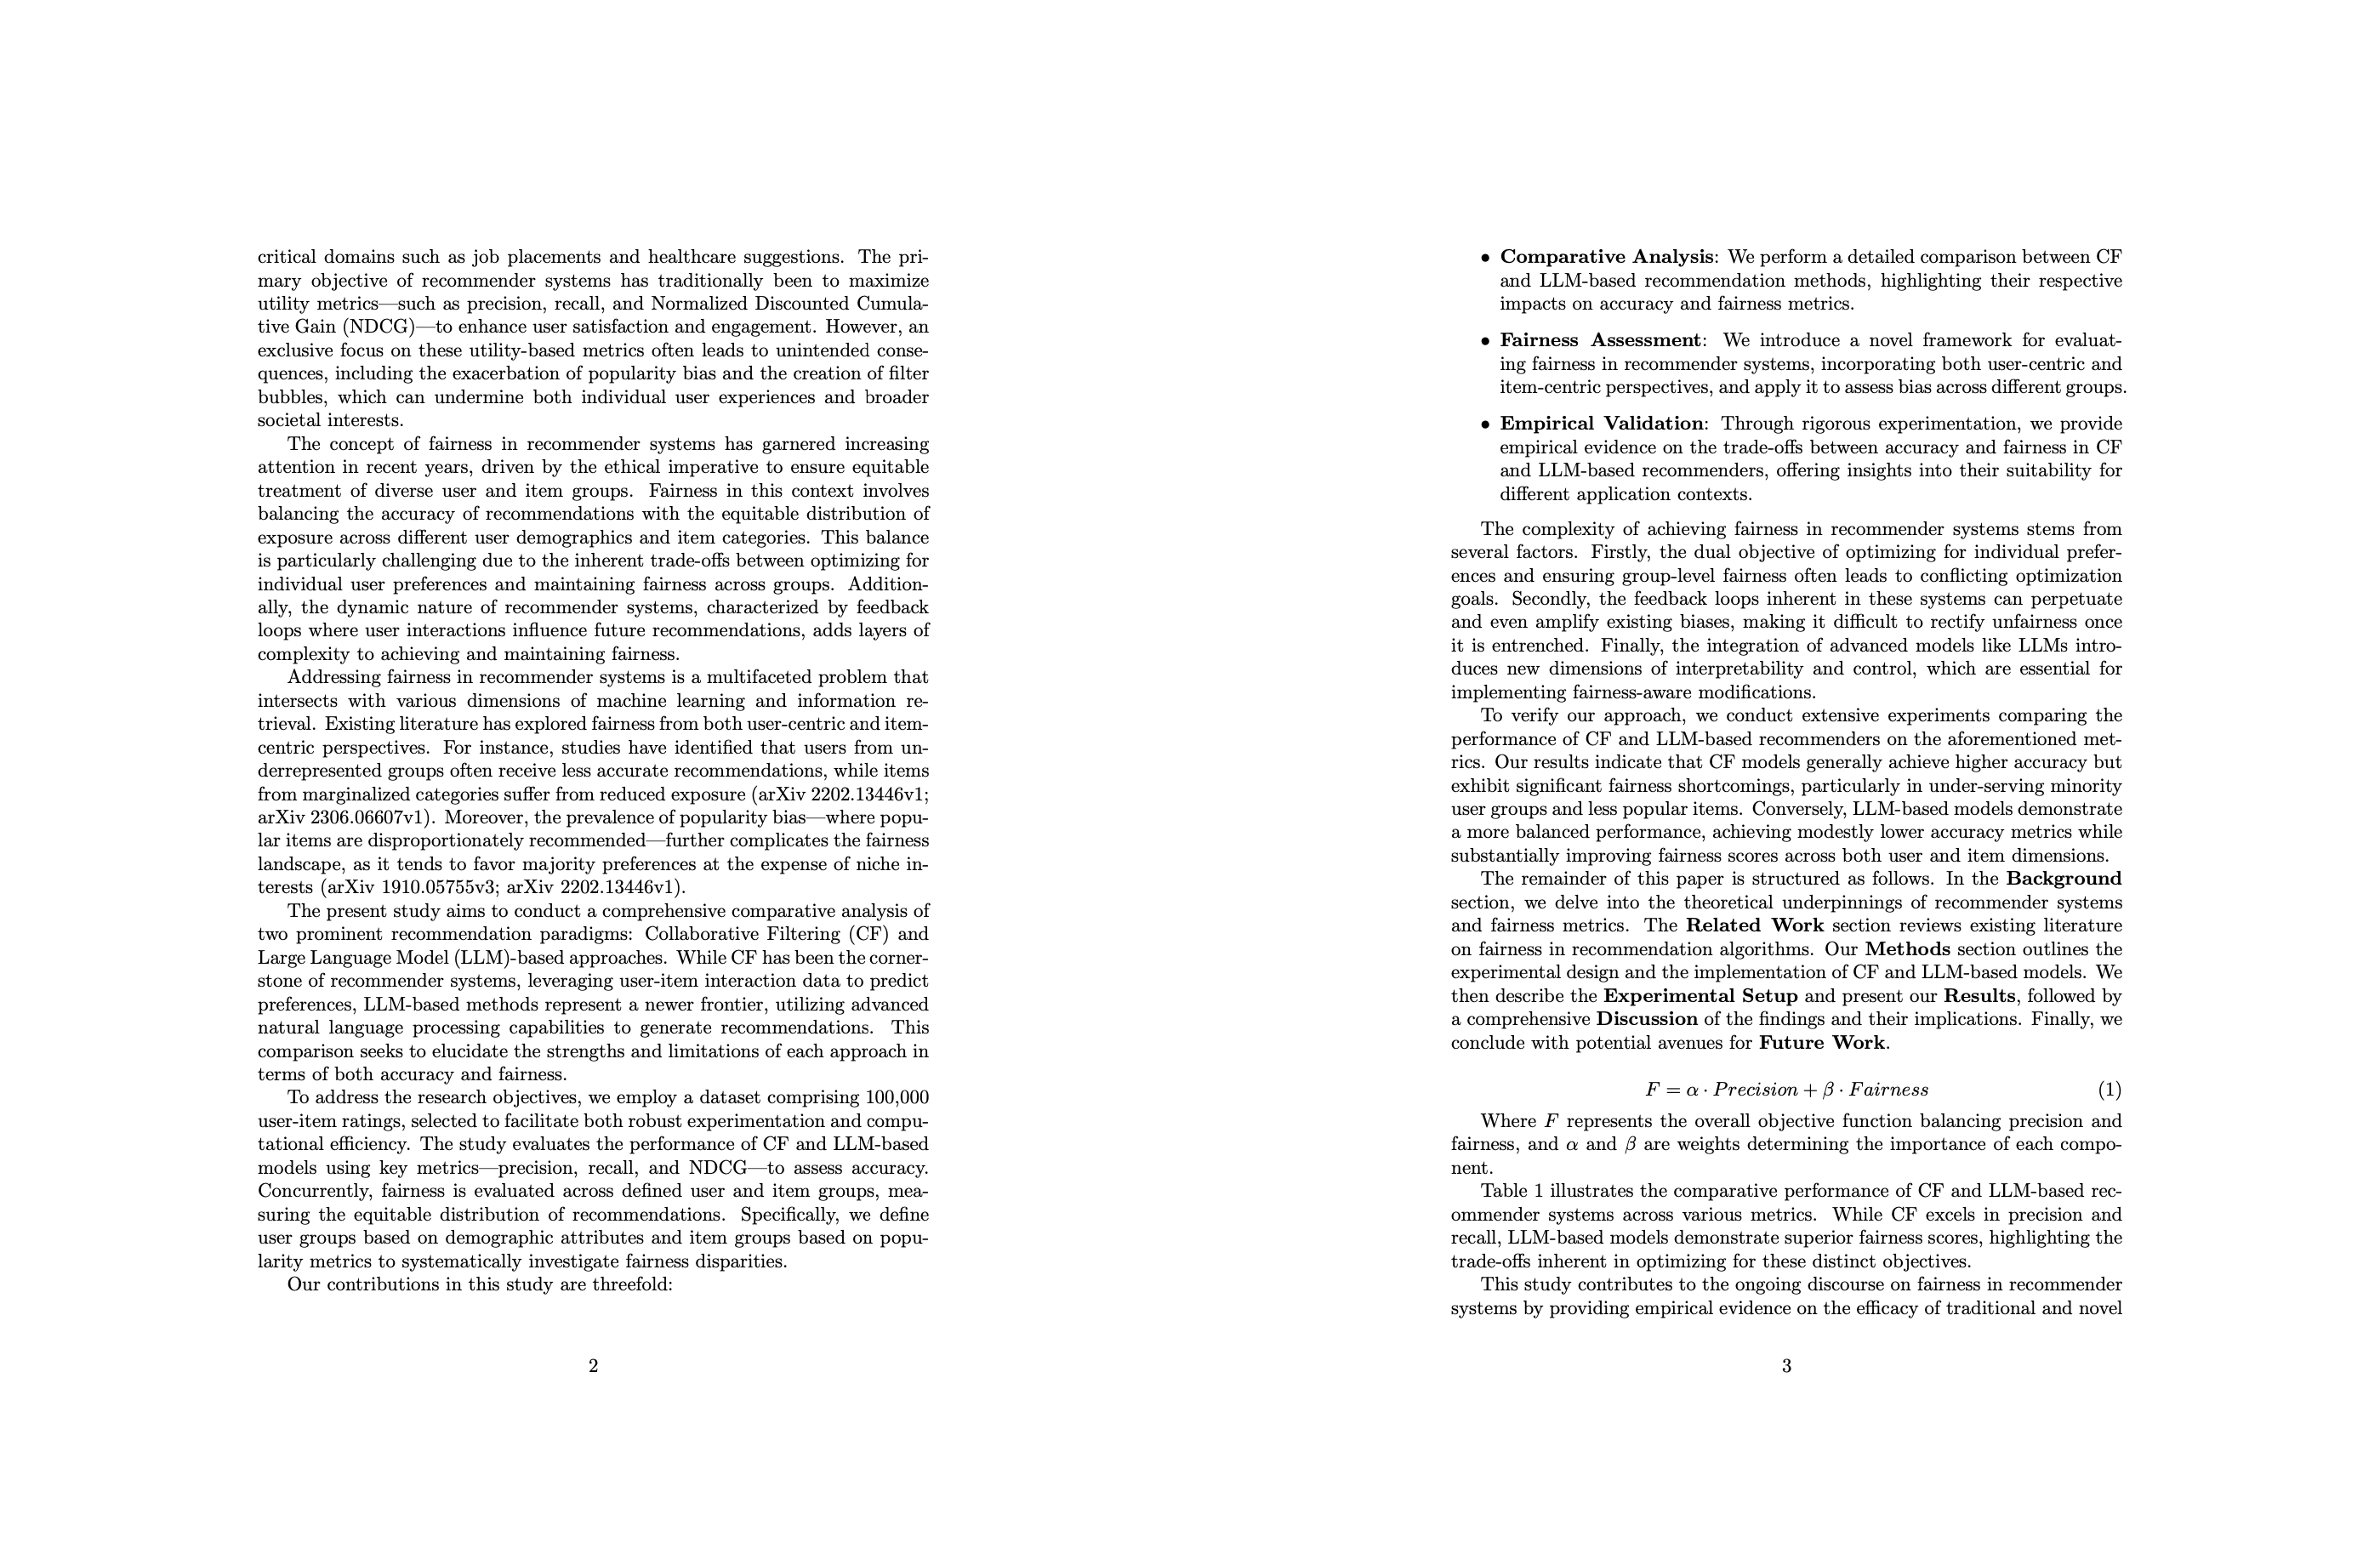 critical domains such as job placements and healthcare suggestions. The pri-
mary objective of recommender systems has traditionally been to maximize
utility metrics—such as precision, recall, and Normalized Discounted Cumula-
tive Gain (NDCG)—to enhance user satisfaction and engagement. However, an
exclusive focus on these utility-based metrics often leads to unintended conse-
quences, including the exacerbation of popularity bias and the creation of filter
bubbles, which can undermine both individual user experiences and broader
societal interests.
The concept of fairness in recommender systems has garnered increasing
attention in recent years, driven by the ethical imperative to ensure equitable
treatment of diverse user and item groups. Fairness in this context involves
balancing the accuracy of recommendations with the equitable distribution of
exposure across different user demographics and item categories. This balance
is particularly challenging due to the inherent trade-offs between optimizing for
individual user preferences and maintaining fairness across groups. Addition-
ally, the dynamic nature of recommender systems, characterized by feedback
loops where user interactions influence future recommendations, adds layers of
complexity to achieving and maintaining fairness.
Addressing fairness in recommender systems is a multifaceted problem that
intersects with various dimensions of machine learning and information re-
trieval. Existing literature has explored fairness from both user-centric and item-
centric perspectives. For instance, studies have identified that users from un-
derrepresented groups often receive less accurate recommendations, while items
from marginalized categories suffer from reduced exposure (arXiv 2202.13446v1;
arXiv 2306.06607v1). Moreover, the prevalence of popularity bias—where popu-
lar items are disproportionately recommended—further complicates the fairness
landscape, as it tends to favor majority preferences at the expense of niche in-
terests (arXiv 1910.05755v3; arXiv 2202.13446v1).
The present study aims to conduct a comprehensive comparative analysis of
two prominent recommendation paradigms: Collaborative Filtering (CF) and
Large Language Model (LLM)-based approaches. While CF has been the corner-
stone of recommender systems, leveraging user-item interaction data to predict
preferences, LLM-based methods represent a newer frontier, utilizing advanced
natural language processing capabilities to generate recommendations. This
comparison seeks to elucidate the strengths and limitations of each approach in
terms of both accuracy and fairness.
To address the research objectives, we employ a dataset comprising 100,000
user-item ratings, selected to facilitate both robust experimentation and compu-
tational efficiency. The study evaluates the performance of CF and LLM-based
models using key metrics—precision, recall, and NDCG—to assess accuracy.
Concurrently, fairness is evaluated across defined user and item groups, mea-
suring the equitable distribution of recommendations. Specifically, we define
user groups based on demographic attributes and item groups based on popu-
larity metrics to systematically investigate fairness disparities.
Our contributions in this study are threefold:
2
• Comparative Analysis: We perform a detailed comparison between CF
and LLM-based recommendation methods, highlighting their respective
impacts on accuracy and fairness metrics.
• Fairness Assessment: We introduce a novel framework for evaluat-
ing fairness in recommender systems, incorporating both user-centric and
item-centric perspectives, and apply it to assess bias across different groups.
• Empirical Validation: Through rigorous experimentation, we provide
empirical evidence on the trade-offs between accuracy and fairness in CF
and LLM-based recommenders, offering insights into their suitability for
different application contexts.
The complexity of achieving fairness in recommender systems stems from
several factors. Firstly, the dual objective of optimizing for individual prefer-
ences and ensuring group-level fairness often leads to conflicting optimization
goals. Secondly, the feedback loops inherent in these systems can perpetuate
and even amplify existing biases, making it difficult to rectify unfairness once
it is entrenched. Finally, the integration of advanced models like LLMs intro-
duces new dimensions of interpretability and control, which are essential for
implementing fairness-aware modifications.
To verify our approach, we conduct extensive experiments comparing the
performance of CF and LLM-based recommenders on the aforementioned met-
rics. Our results indicate that CF models generally achieve higher accuracy but
exhibit significant fairness shortcomings, particularly in under-serving minority
user groups and less popular items. Conversely, LLM-based models demonstrate
a more balanced performance, achieving modestly lower accuracy metrics while
substantially improving fairness scores across both user and item dimensions.
The remainder of this paper is structured as follows. In the Background
section, we delve into the theoretical underpinnings of recommender systems
and fairness metrics. The Related Work section reviews existing literature
on fairness in recommendation algorithms. Our Methods section outlines the
experimental design and the implementation of CF and LLM-based models. We
then describe the Experimental Setup and present our Results, followed by
a comprehensive Discussion of the findings and their implications. Finally, we
conclude with potential avenues for Future Work.
F = α · Precision + β · Fairness (1)
Where F represents the overall objective function balancing precision and
fairness, and α and β are weights determining the importance of each compo-
nent.
Table 1 illustrates the comparative performance of CF and LLM-based rec-
ommender systems across various metrics. While CF excels in precision and
recall, LLM-based models demonstrate superior fairness scores, highlighting the
trade-offs inherent in optimizing for these distinct objectives.
This study contributes to the ongoing discourse on fairness in recommender
systems by providing empirical evidence on the efficacy of traditional and novel
3